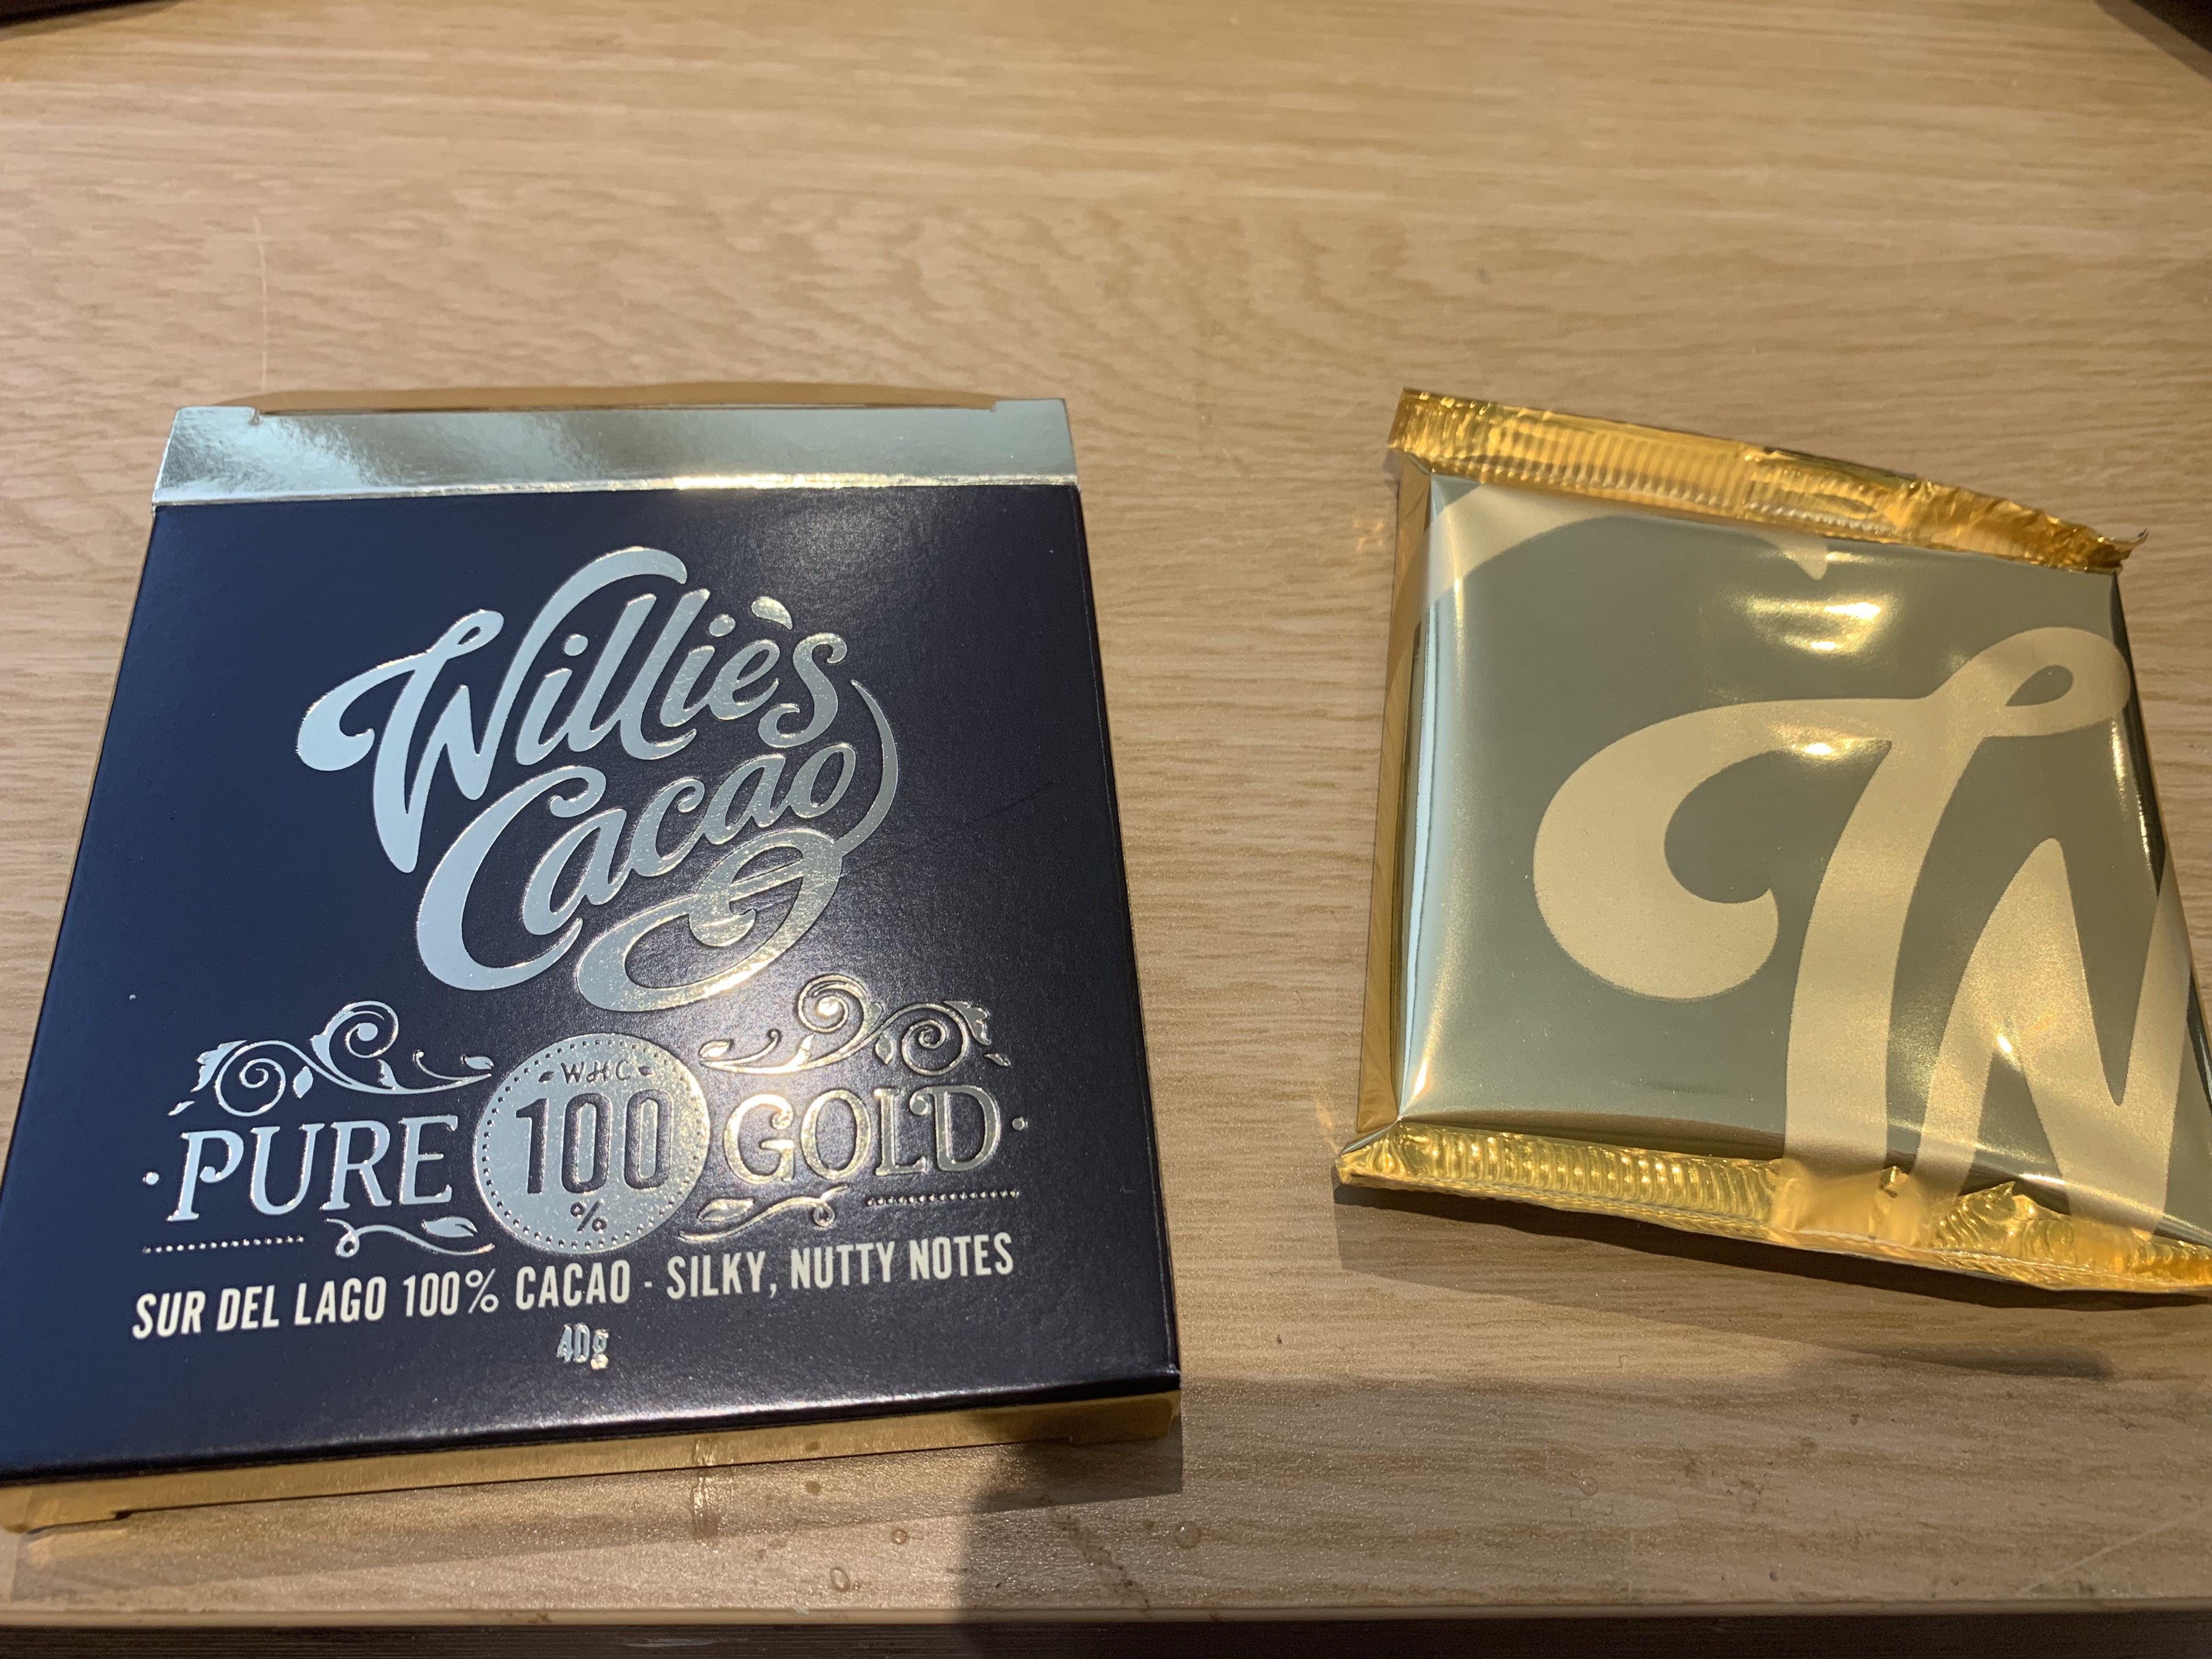 Willie's
Cacao
WHC
PURE 100 GOLD
%
SUR DEL LAGO 100% CACAO - SILKY, NUTTY NOTES
40g
W